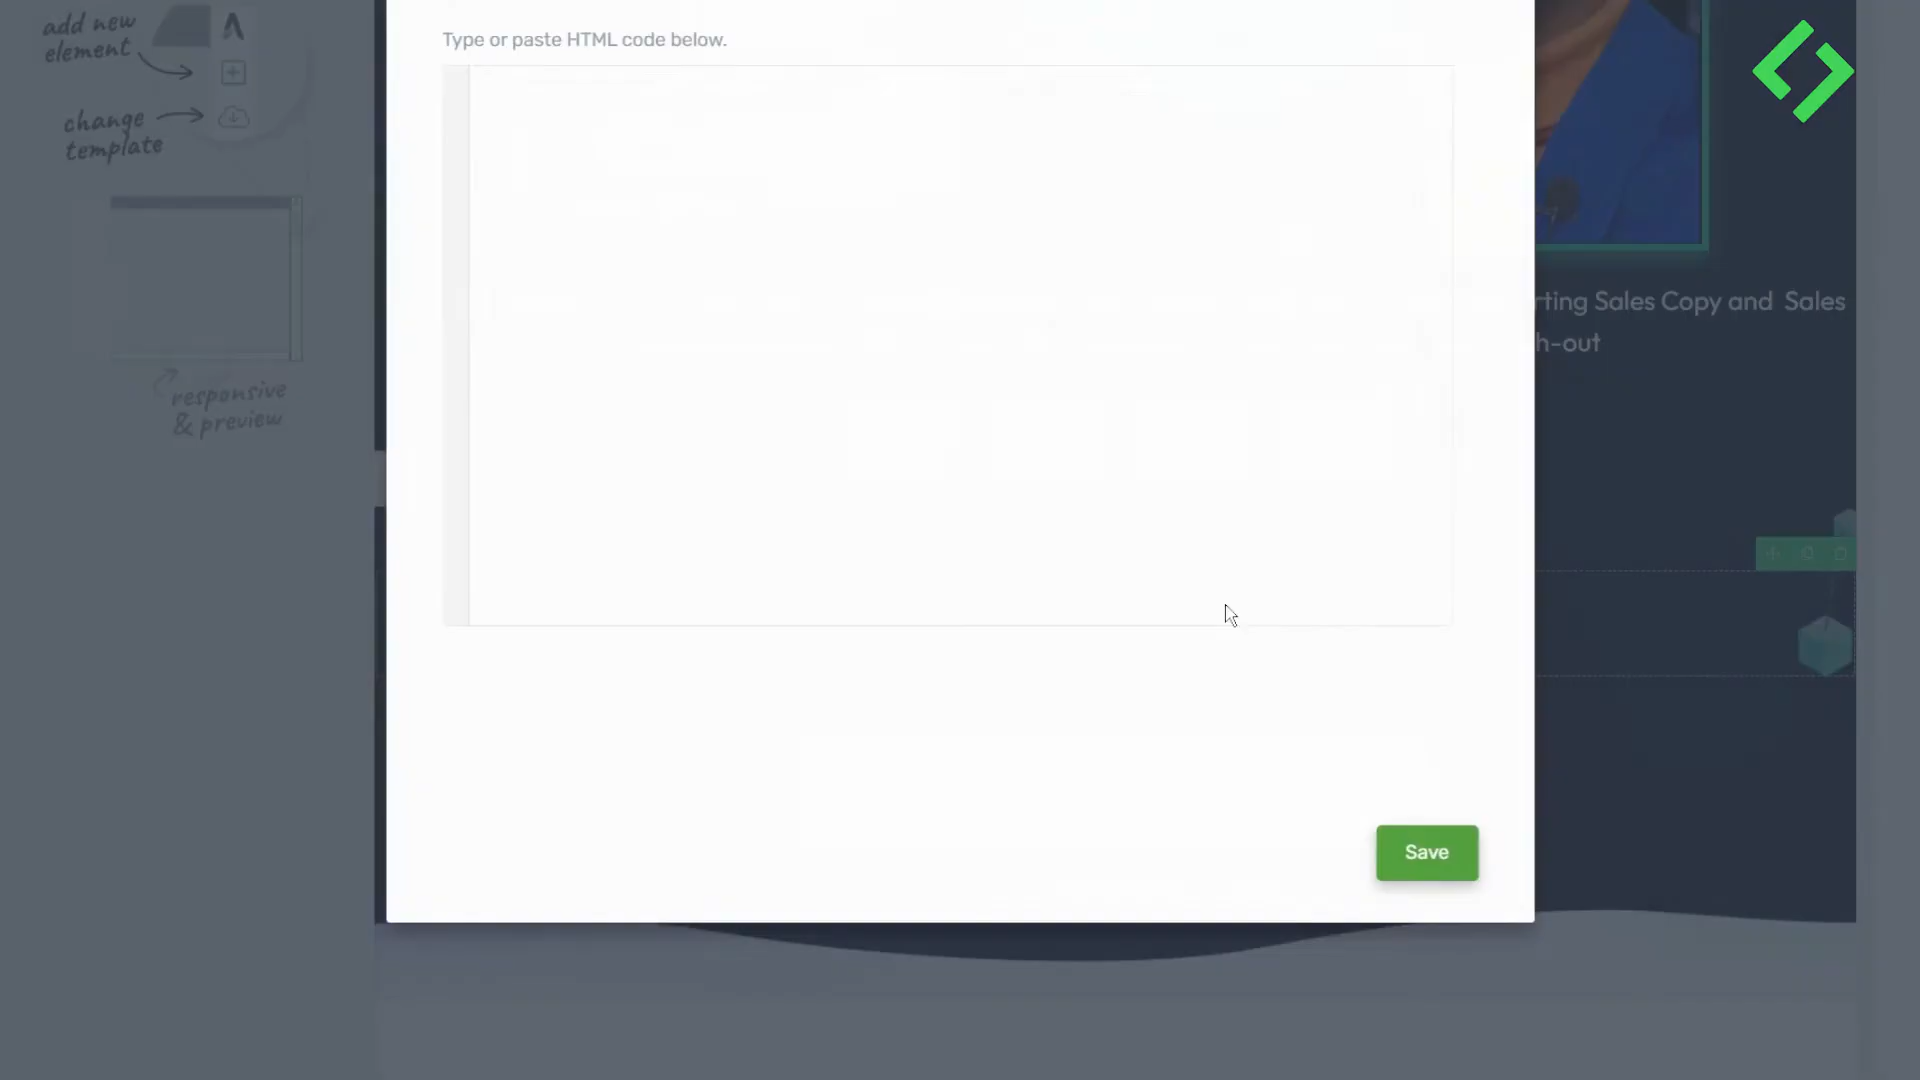 add new
element
change
template
responsive
& preview
Type or paste HTML code below.
rting Sales Copy and Sales
h-out
Save